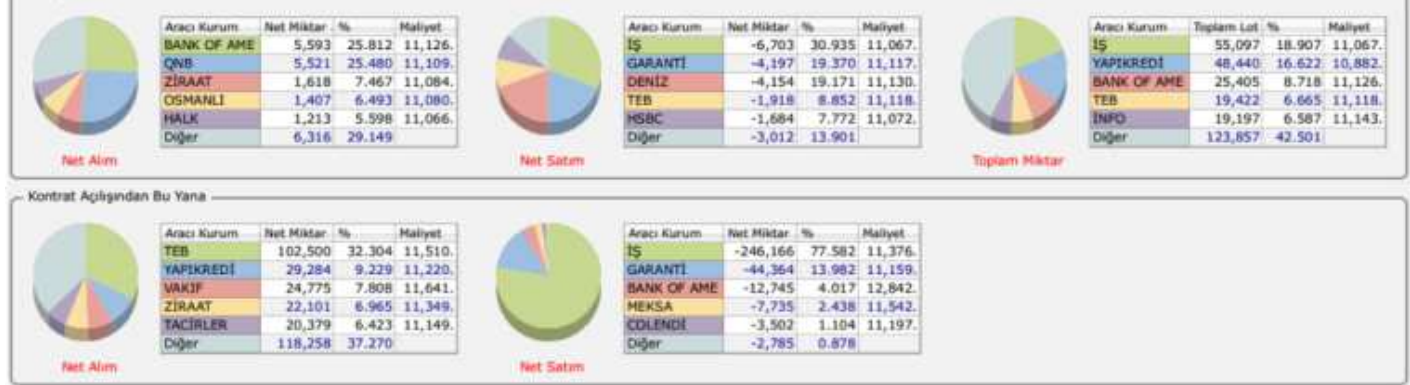 Aracı Kurum Net Miktar % Maliyet
BANK OF AME 5,593 25.812 11,126.
QNB 5,521 25.480 11,109.
ZİRAAT 1,618 7.467 11,084.
OSMANLI 1,407 6.493 11,080.
HALK 1,213 5.598 11,066.
Diğer 6,316 29.149
Net Alım
Aracı Kurum Net Miktar % Maliyet
İŞ -6,703 30.935 11,067.
GARANTİ -4,197 19.370 11,117.
DENİZ -4,154 19.171 11,130.
TEB -1,918 8.852 11,118.
HSBC -1,684 7.772 11,072.
Diğer -3,012 13.901
Net Satım
Aracı Kurum Toplam Lot % Maliyet
İŞ 55,097 18.907 11,067.
YAPIKREDİ 48,440 16.622 10,882.
BANK OF AME 25,405 8.718 11,126.
TEB 19,422 6.665 11,118.
İNFO 19,197 6.587 11,143.
Diğer 123,857 42.501
Toplam Miktar
Kontrat Açılışından Bu Yana
Aracı Kurum Net Miktar % Maliyet
TEB 102,500 32.304 11,510.
YAPIKREDİ 29,284 9.229 11,220.
VAKIF 24,775 7.808 11,641.
ZİRAAT 22,101 6.965 11,349.
TACİRLER 20,379 6.423 11,149.
Diğer 118,258 37.270
Net Alım
Aracı Kurum Net Miktar % Maliyet
İŞ -246,166 77.582 11,376.
GARANTİ -44,364 13.982 11,159.
BANK OF AME -12,745 4.017 12,842.
MEKSA -7,735 2.438 11,542.
COLENDİ -3,502 1.104 11,197.
Diğer -2,785 0.878
Net Satım